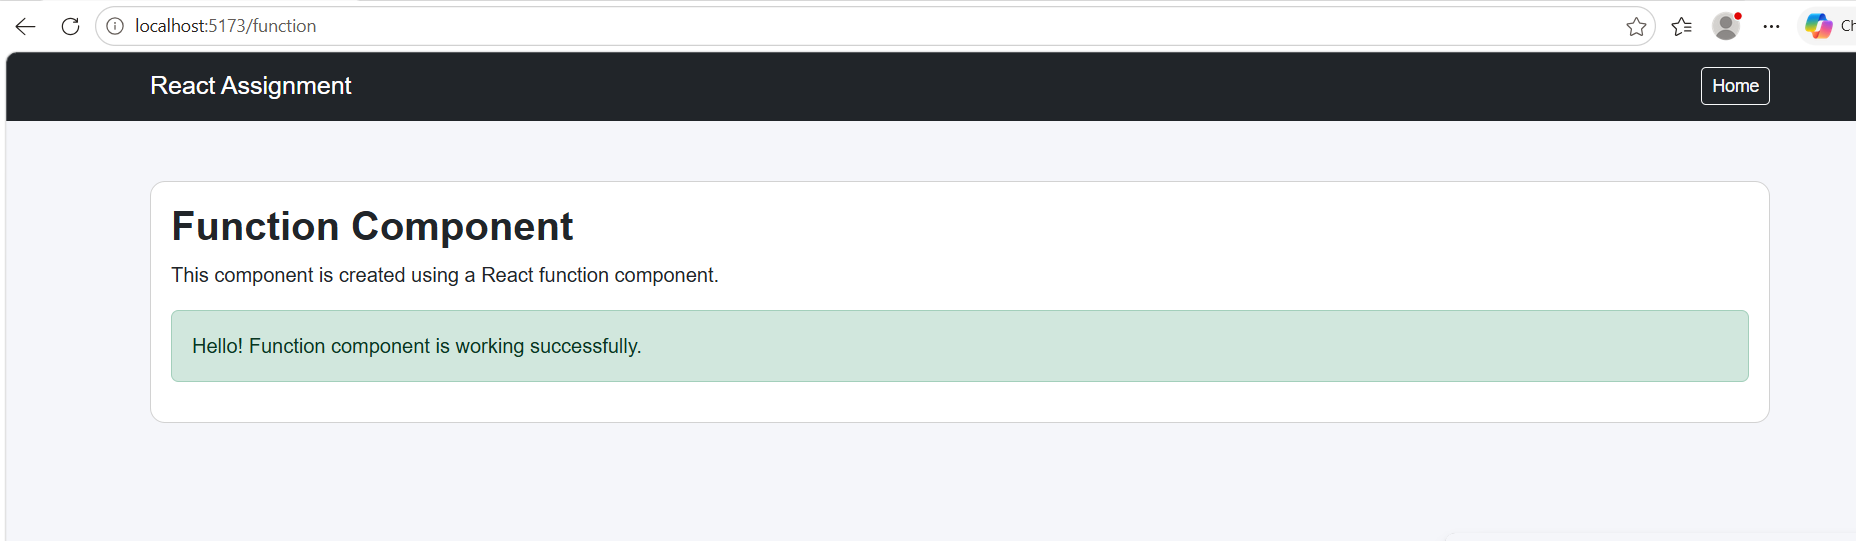 localhost:5173/function
React Assignment
Home
Function Component
This component is created using a React function component.
Hello! Function component is working successfully.